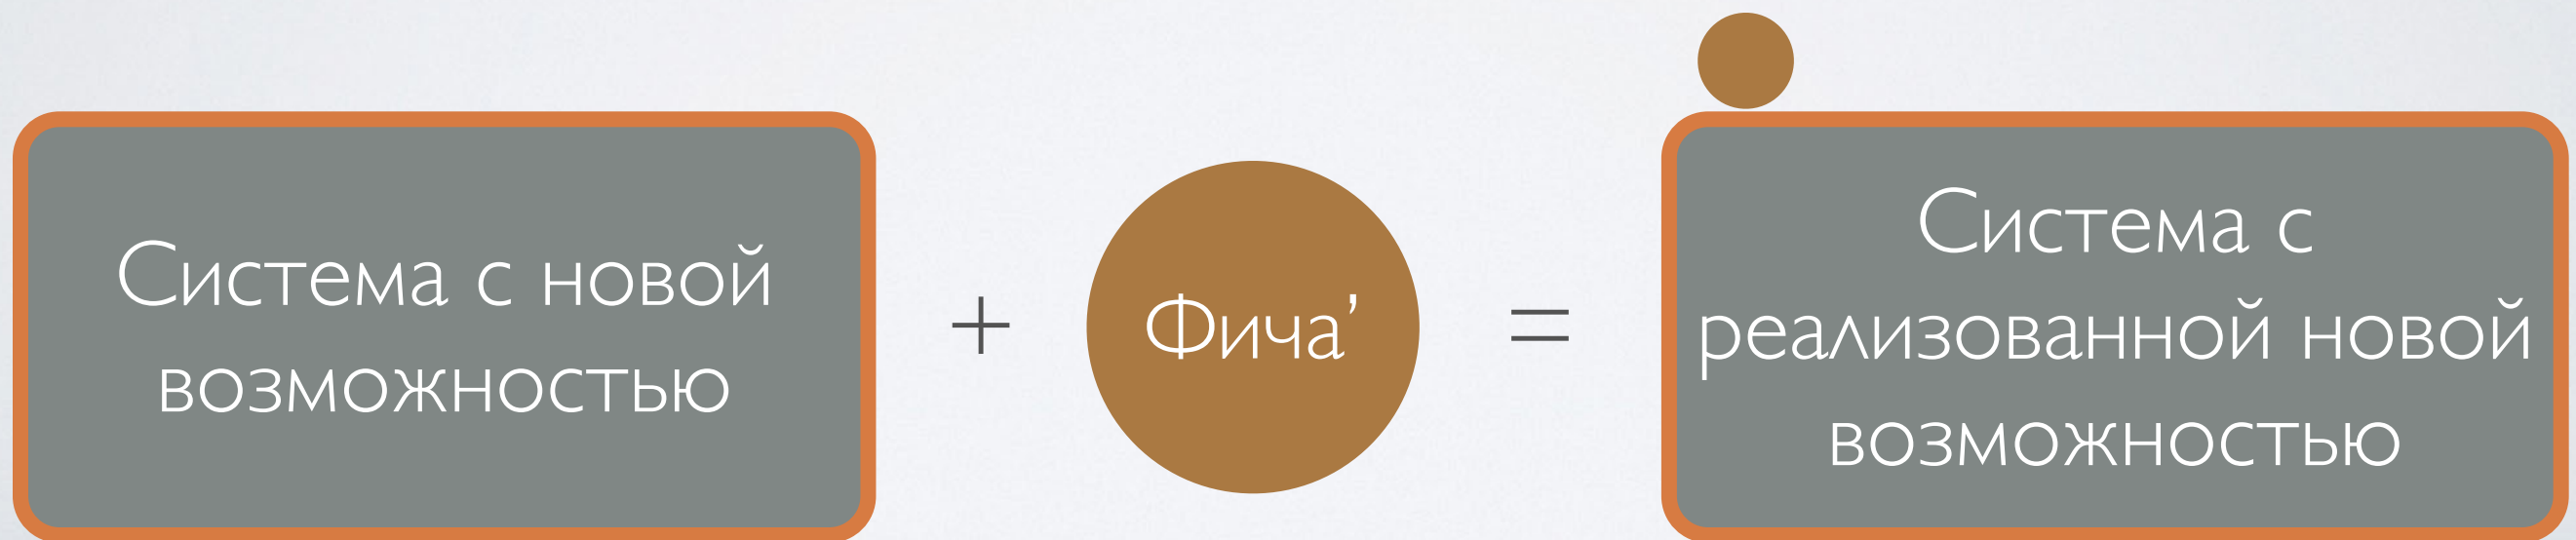 Система с новой
возможностью
+
Фича’
=
Система с
реализованной новой
возможностью